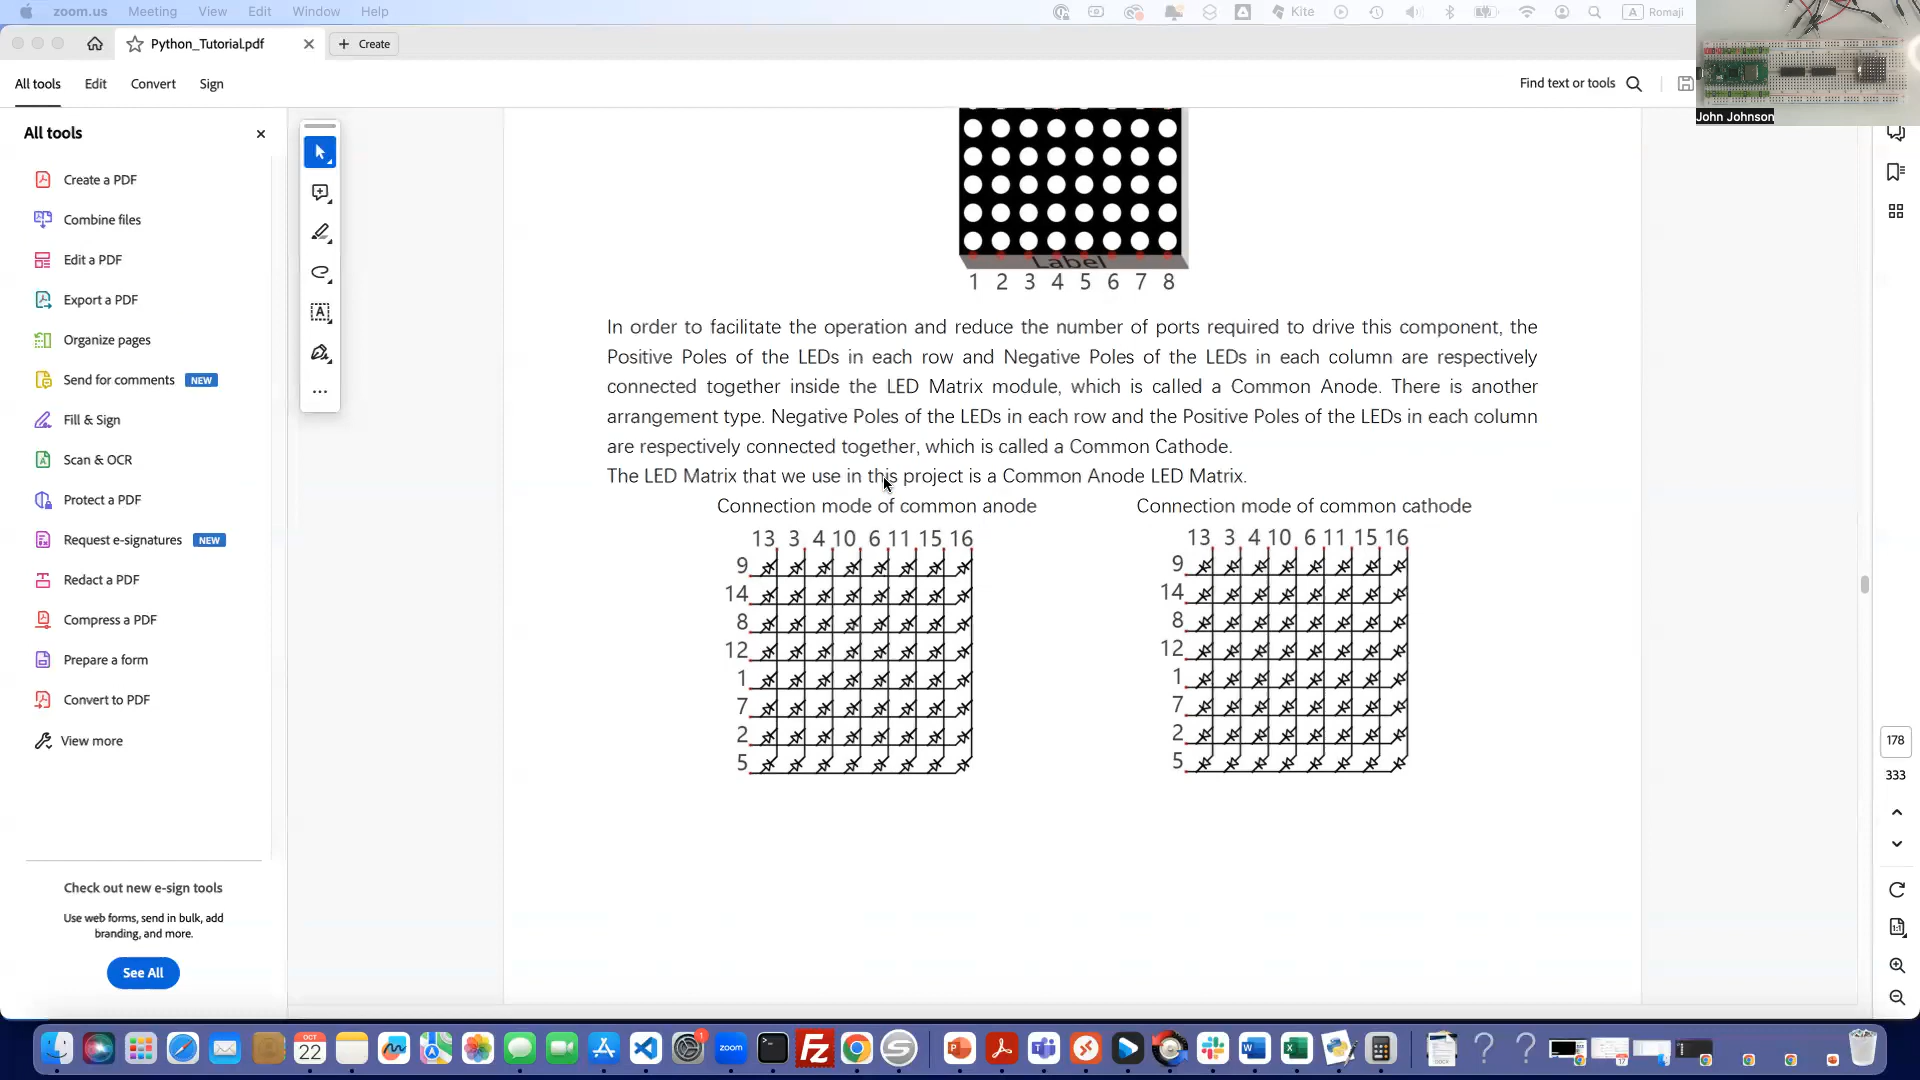 zoom.us Meeting View Edit Window Help
Kite
A Romaji
Python_Tutorial.pdf
Create
All tools Edit Convert Sign
Find text or tools
John Johnson
All tools
Create a PDF
Combine files
Edit a PDF
Export a PDF
Organize pages
Send for comments NEW
Fill & Sign
Scan & OCR
Protect a PDF
Request e-signatures NEW
Redact a PDF
Compress a PDF
Prepare a form
Convert to PDF
View more
Check out new e-sign tools
Use web forms, send in bulk, add
branding, and more.
See All
Label
1 2 3 4 5 6 7 8
In order to facilitate the operation and reduce the number of ports required to drive this component, the
Positive Poles of the LEDs in each row and Negative Poles of the LEDs in each column are respectively
connected together inside the LED Matrix module, which is called a Common Anode. There is another
arrangement type. Negative Poles of the LEDs in each row and the Positive Poles of the LEDs in each column
are respectively connected together, which is called a Common Cathode.
The LED Matrix that we use in this project is a Common Anode LED Matrix.
Connection mode of common anode
13 3 4 10 6 11 15 16
9
14
8
12
1
7
2
5
Connection mode of common cathode
13 3 4 10 6 11 15 16
9
14
8
12
1
7
2
5
178
333
OCT
22
zoom
1